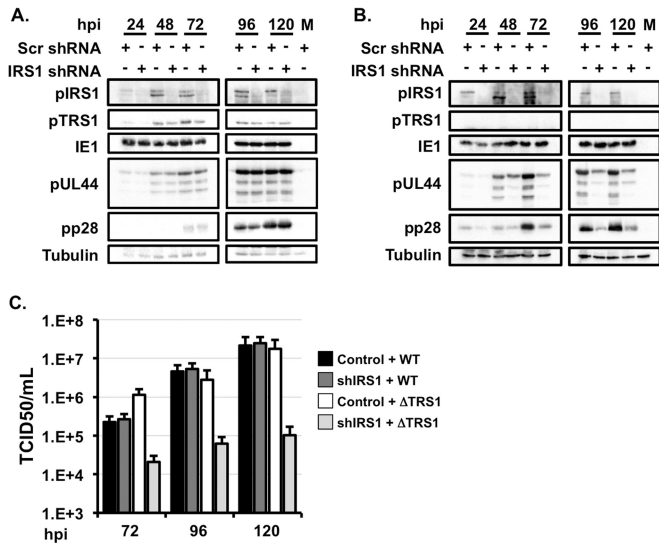 A.
hpi 24 48 72 96 120 M
Scr shRNA + - + - + - + - + - +
IRS1 shRNA - + - + - + - + - + -
pIRS1
pTRS1
IE1
pUL44
pp28
Tubulin
B.
hpi 24 48 72 96 120 M
Scr shRNA + - + - + - + - + - +
IRS1 shRNA - + - + - + - + - + -
pIRS1
pTRS1
IE1
pUL44
pp28
Tubulin
C.
TCID50/mL
1.E+8
1.E+7
1.E+6
1.E+5
1.E+4
1.E+3
hpi 72 96 120
Control + WT
shIRS1 + WT
Control + ΔTRS1
shIRS1 + ΔTRS1